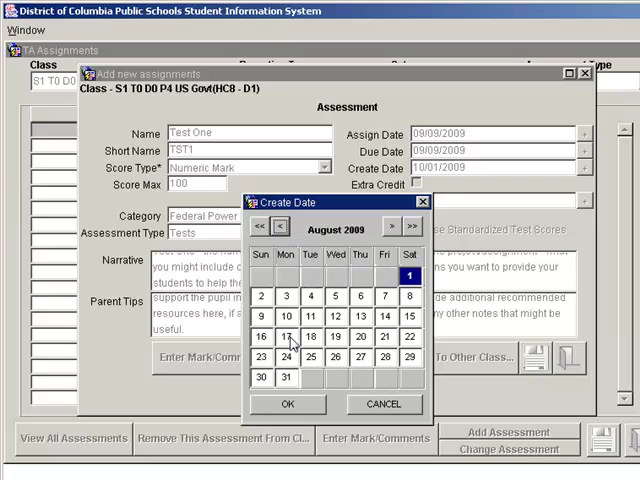 District of Columbia Public Schools Student Information System
Window
TA Assignments
Class
S1 T0 D0
Add new assignments
Class - S1 T0 D0 P4 US Govt(HC8 - D1)
Assessment
Name Test One
Short Name TST1
Score Type* Numeric Mark
Score Max 100
Assign Date 09/09/2009 +
Due Date 09/09/2009 +
Create Date 10/01/2009 +
Extra Credit
+
Category Federal Power
Assessment Type Tests
se Standardized Test Scores
Create Date
<< < August 2009 > >>
Sun Mon Tue Wed Thu Fri Sat
1
2 3 4 5 6 7 8
9 10 11 12 13 14 15
16 17 18 19 20 21 22
23 24 25 26 27 28 29
30 31
OK CANCEL
Narrative
you might include
ns you want to provide your
students to help the
Parent Tips
support the pupil i
de additional recommended
resources here, if a
ny other notes that might be
useful.
Enter Mark/Comm
To Other Class...
View All Assessments
Remove This Assessment From Cl...
Enter Mark/Comments
Add Assessment
Change Assessment